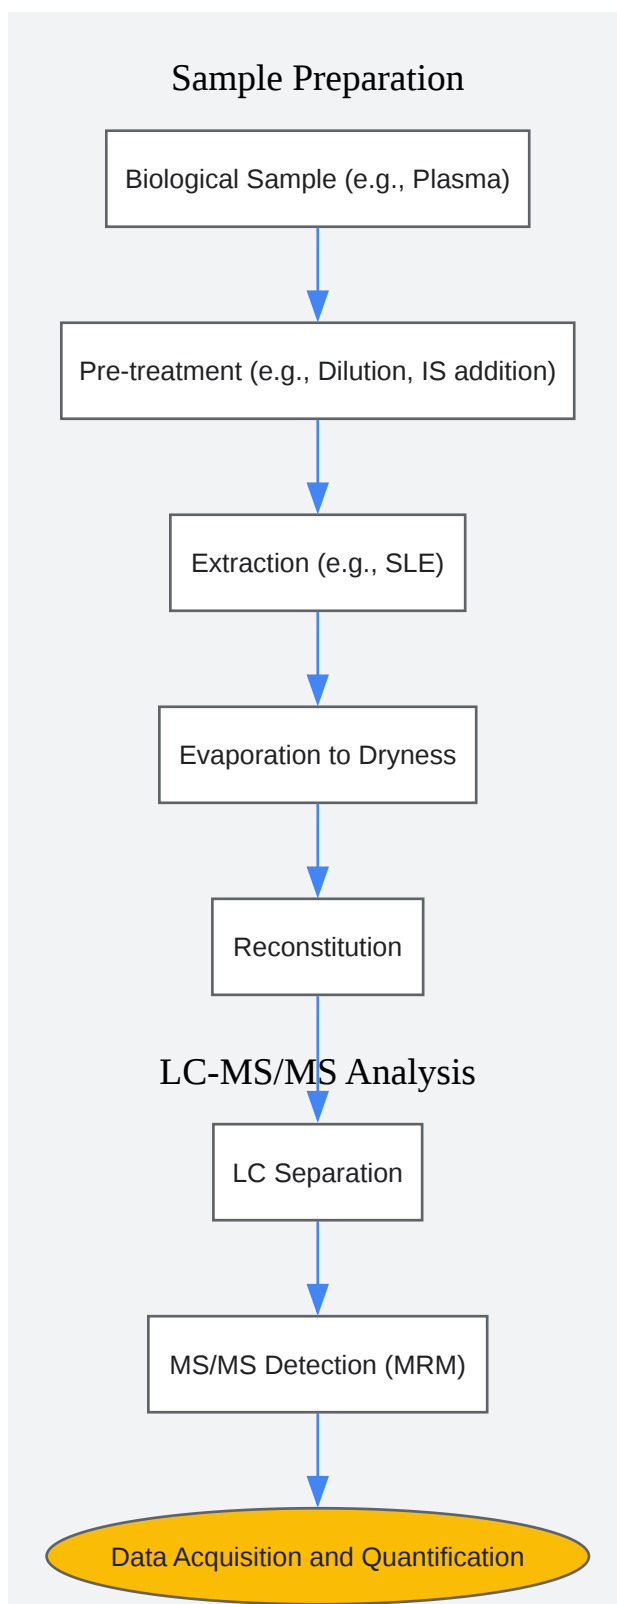 Sample Preparation
Biological Sample (e.g., Plasma)
Pre-treatment (e.g., Dilution, IS addition)
Extraction (e.g., SLE)
Evaporation to Dryness
Reconstitution
LC-MS/MS Analysis
LC Separation
MS/MS Detection (MRM)
Data Acquisition and Quantification